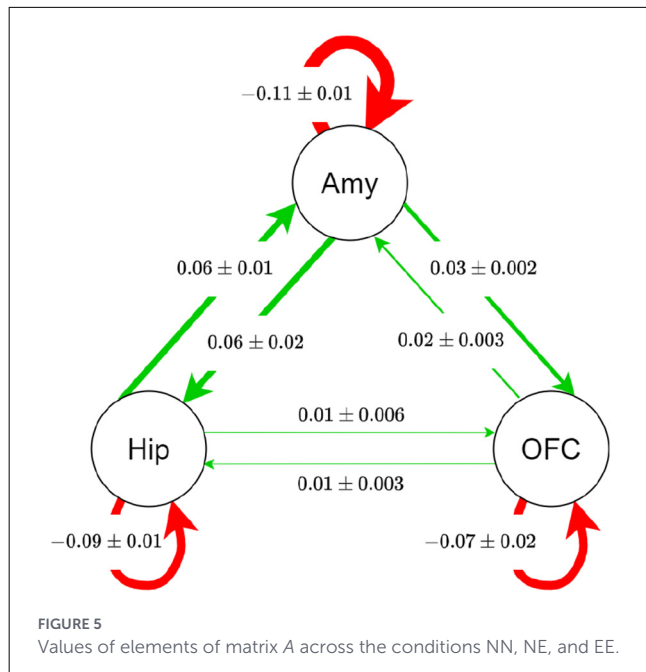 −0.11 ± 0.01
Amy
0.06 ± 0.01
0.03 ± 0.002
0.06 ± 0.02
0.02 ± 0.003
Hip
0.01 ± 0.006
OFC
0.01 ± 0.003
−0.09 ± 0.01
−0.07 ± 0.02
FIGURE 5
Values of elements of matrix A across the conditions NN, NE, and EE.